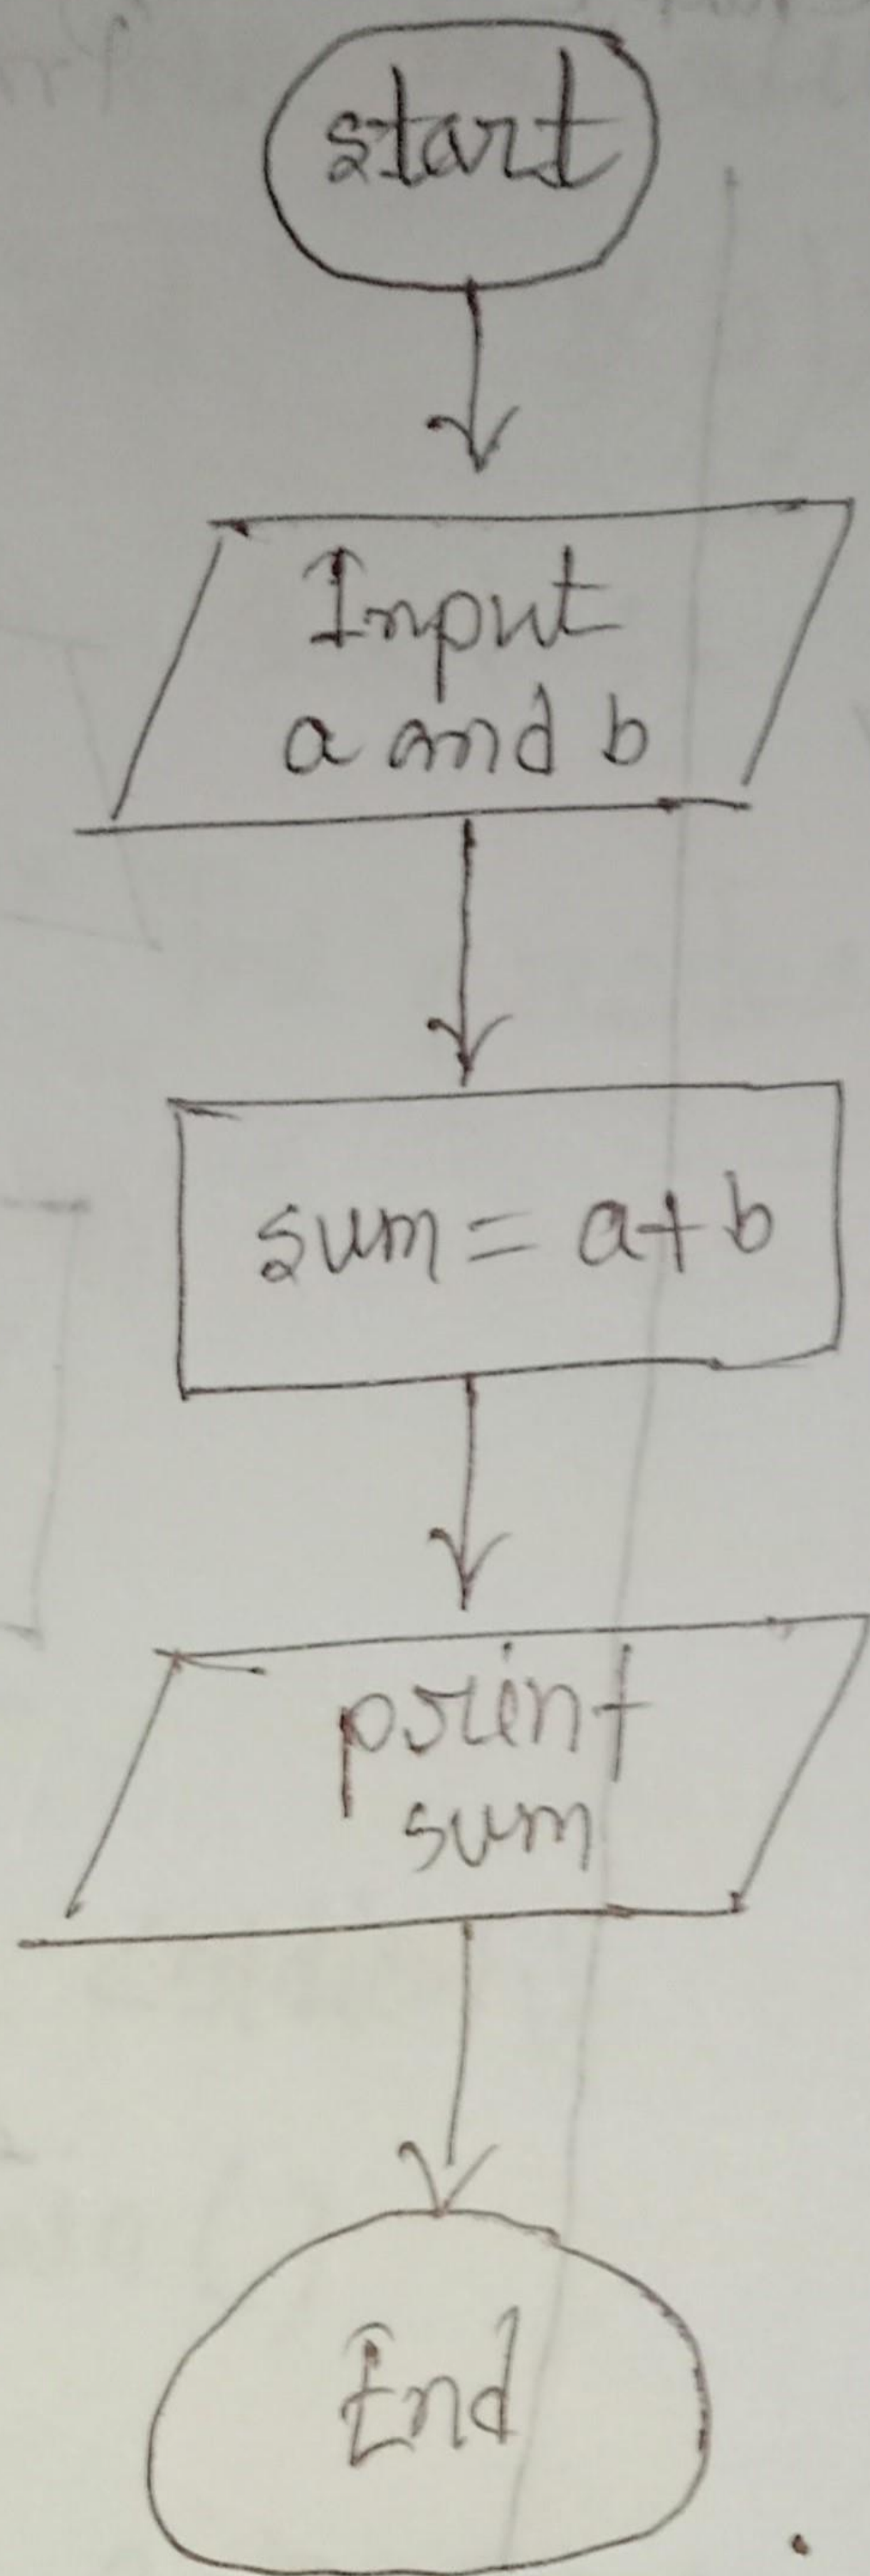 start
Input
a and b
sum = a+b
print
sum
End